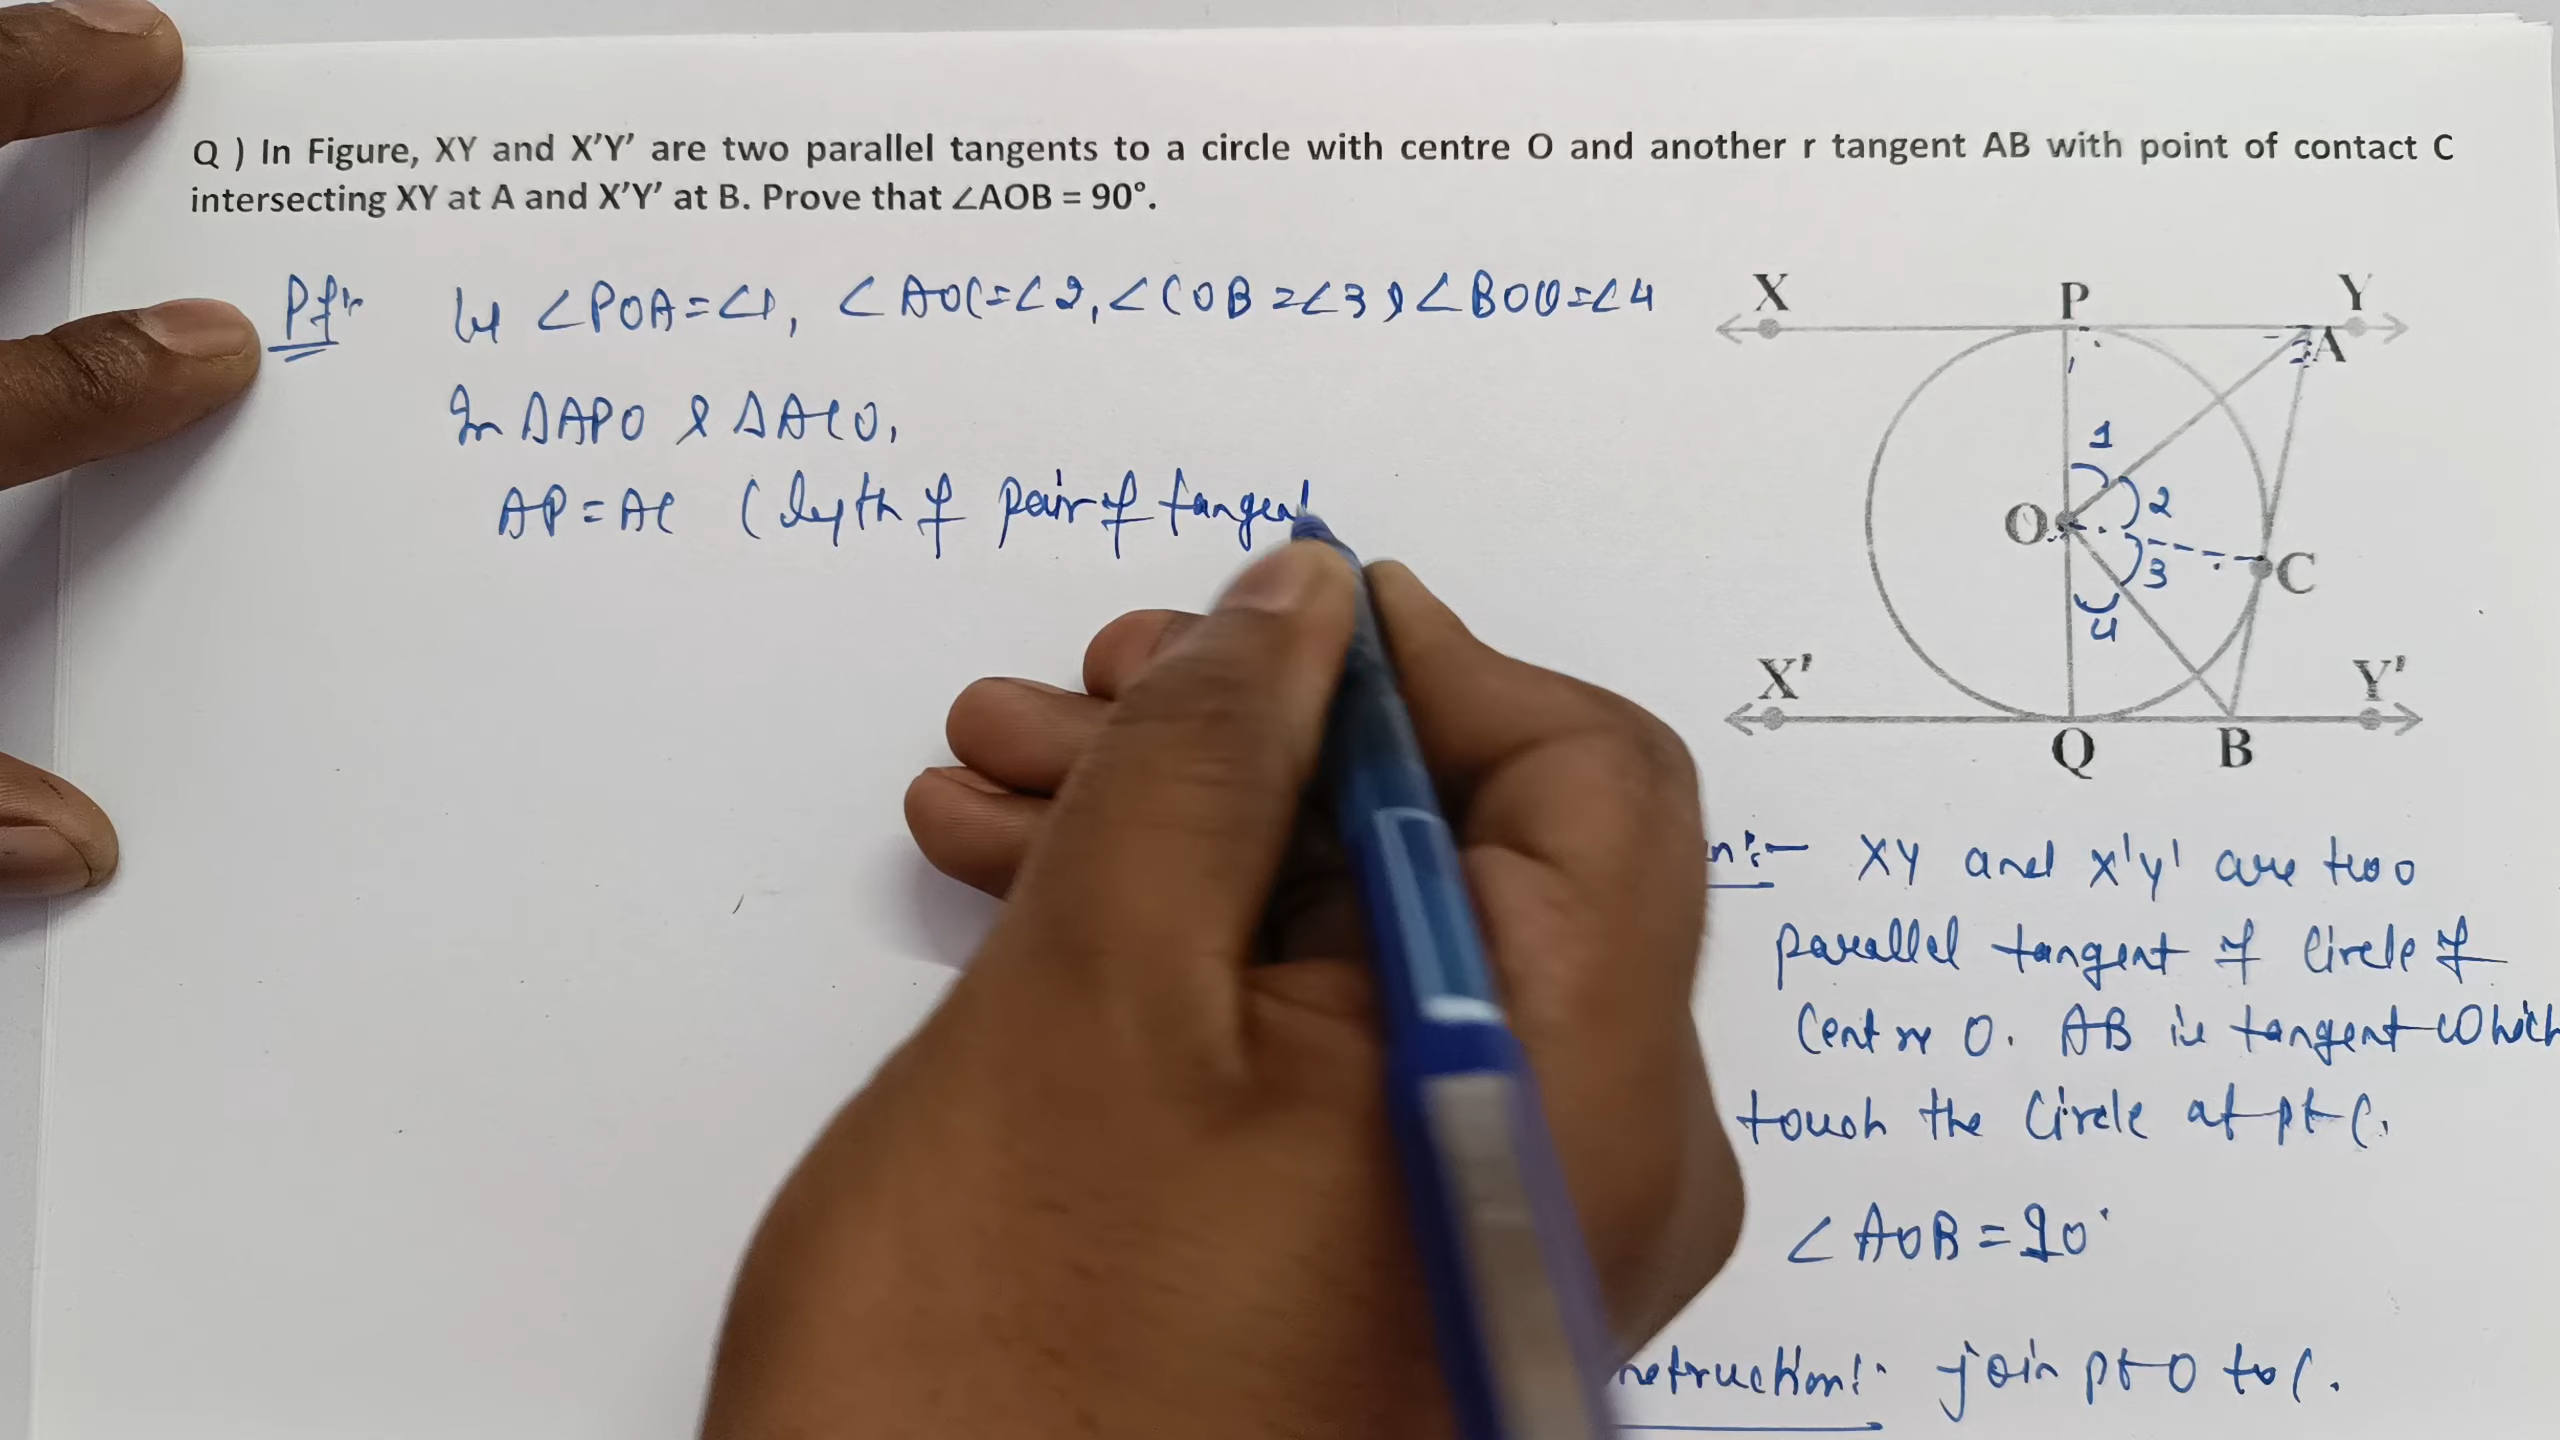 Q ) In Figure, XY and X'Y' are two parallel tangents to a circle with centre O and another r tangent AB with point of contact C
intersecting XY at A and X'Y' at B. Prove that ∠AOB = 90°.
Pf:- let ∠POA=∠1, ∠AOC=∠2, ∠COB=∠3 & ∠BOQ=∠4
In ΔAPO & ΔACO,
AP=AC (length of pair of tangent
X P Y
A
1
2
O
3
C
4
X' Y'
Q B
n:- XY and X'Y' are two
parallel tangent of circle of
centre O. AB is tangent which
touch the circle at pt C.
∠AOB=90°
nstruction:- join pt O to C.